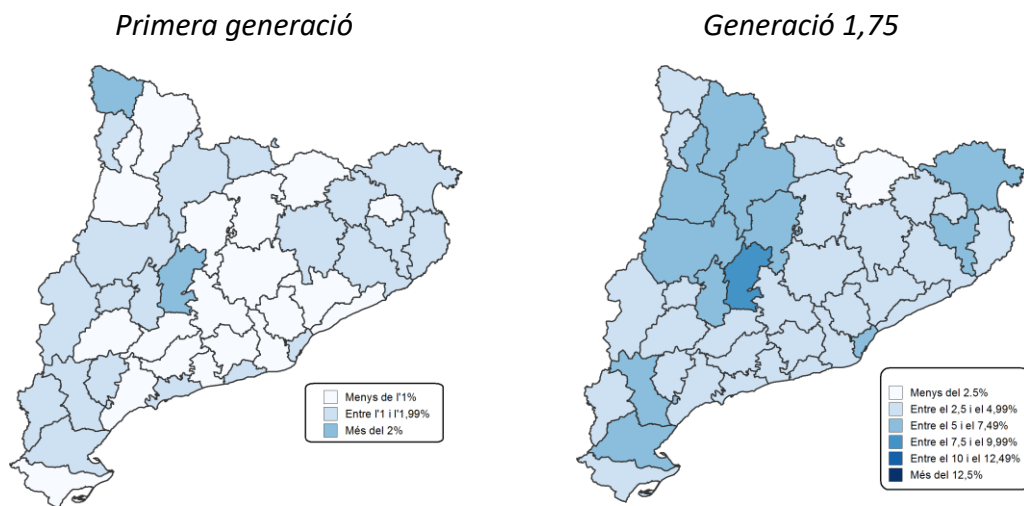 Primera generació
Generació 1,75
Menys de l'1%
Entre l'1 i l'1,99%
Més del 2%
Menys del 2.5%
Entre el 2,5 i el 4,99%
Entre el 5 i el 7,49%
Entre el 7,5 i el 9,99%
Entre el 10 i el 12,49%
Més del 12,5%